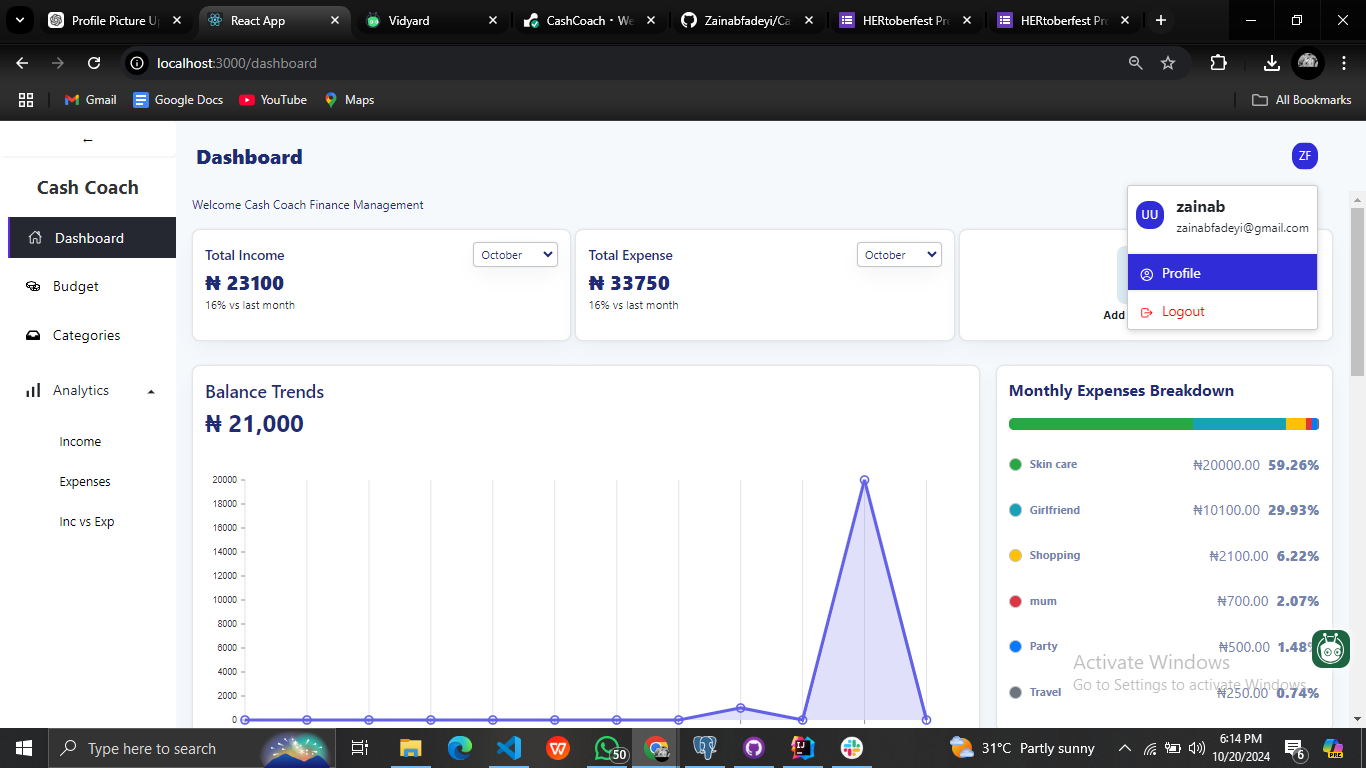 Profile Picture U
React App
Vidyard
CashCoach · We
Zainabfadeyi/Ca
HERtoberfest Pr
HERtoberfest Pr
localhost:3000/dashboard
Gmail
Google Docs
YouTube
Maps
All Bookmarks
←
Cash Coach
Dashboard
Budget
Categories
Analytics
Income
Expenses
Inc vs Exp
Dashboard
ZF
Welcome Cash Coach Finance Management
UU
zainab
zainabfadeyi@gmail.com
Profile
Logout
Total Income
October
₦ 23100
16% vs last month
Total Expense
October
₦ 33750
16% vs last month
Add
Balance Trends
₦ 21,000
20000
18000
16000
14000
12000
10000
8000
6000
4000
2000
0
Monthly Expenses Breakdown
Skin care ₦20000.00 59.26%
Girlfriend ₦10100.00 29.93%
Shopping ₦2100.00 6.22%
mum ₦700.00 2.07%
Party ₦500.00 1.48%
Travel ₦250.00 0.74%
Activate Windows
Go to Settings to activate Windows.
Type here to search
50
31°C Partly sunny
6:14 PM
10/20/2024
6
PRE